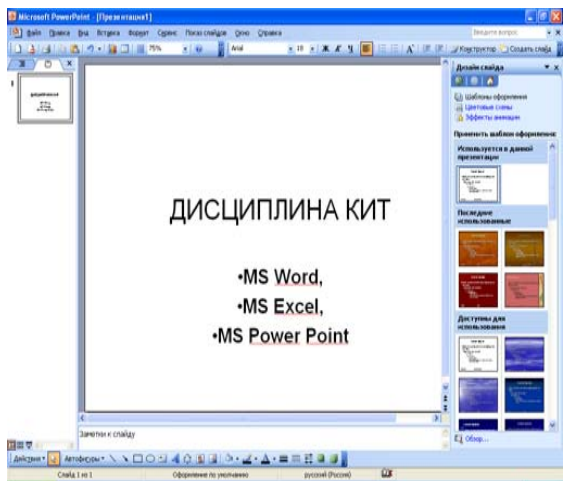 Microsoft PowerPoint - [Презентация1]
Файл Правка Вид Вставка Формат Сервис Показ слайдов Окно Справка
Введите вопрос
75% Arial 18 Ж К Ч Конструктор Создать слайд
Дизайн слайда
Шаблоны оформления
Цветовые схемы
Эффекты анимации
Применить шаблон оформления:
Используется в данной
презентации
Последние
использованные
Доступны для
использования
Обзор...
1
ДИСЦИПЛИНА КИТ
•MS Word,
•MS Excel,
•MS Power Point
Заметки к слайду
Действия Автофигуры
Слайд 1 из 1 Оформление по умолчанию русский (Россия)